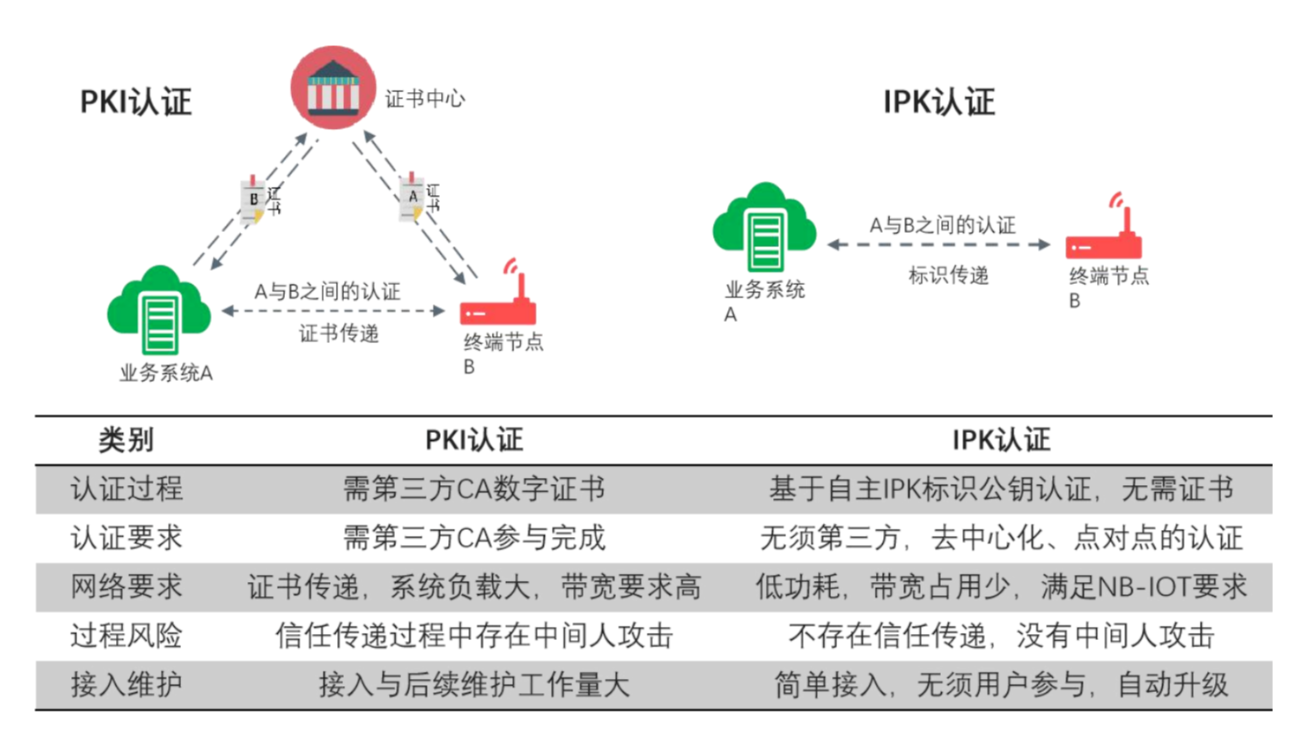 PKI认证
证书中心
B
证书
A
证书
A与B之间的认证
证书传递
业务系统A
终端节点
B
IPK认证
A与B之间的认证
标识传递
业务系统
A
终端节点
B
类别 PKI认证 IPK认证
认证过程 需第三方CA数字证书 基于自主IPK标识公钥认证，无需证书
认证要求 需第三方CA参与完成 无须第三方，去中心化、点对点的认证
网络要求 证书传递，系统负载大，带宽要求高 低功耗，带宽占用少，满足NB-IOT要求
过程风险 信任传递过程中存在中间人攻击 不存在信任传递，没有中间人攻击
接入维护 接入与后续维护工作量大 简单接入，无须用户参与，自动升级